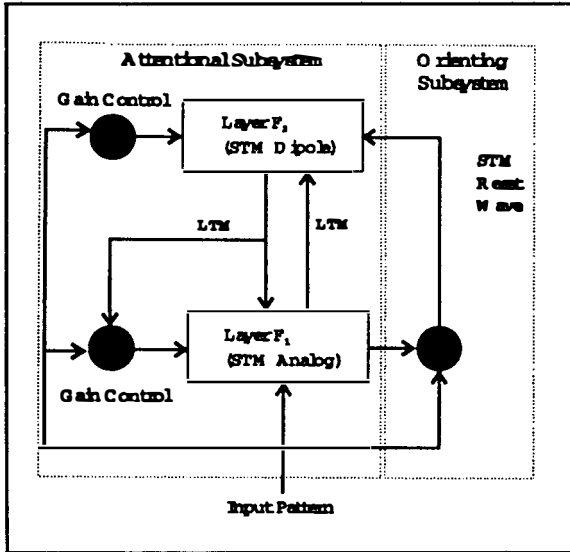 Attentional Subsystem
Orienting
Subsystem
Gain Control
Layer F₂
(STM Dipole)
STM
Reset
Wave
LTM
LTM
Layer F₁
(STM Analog)
Gain Control
Input Pattern